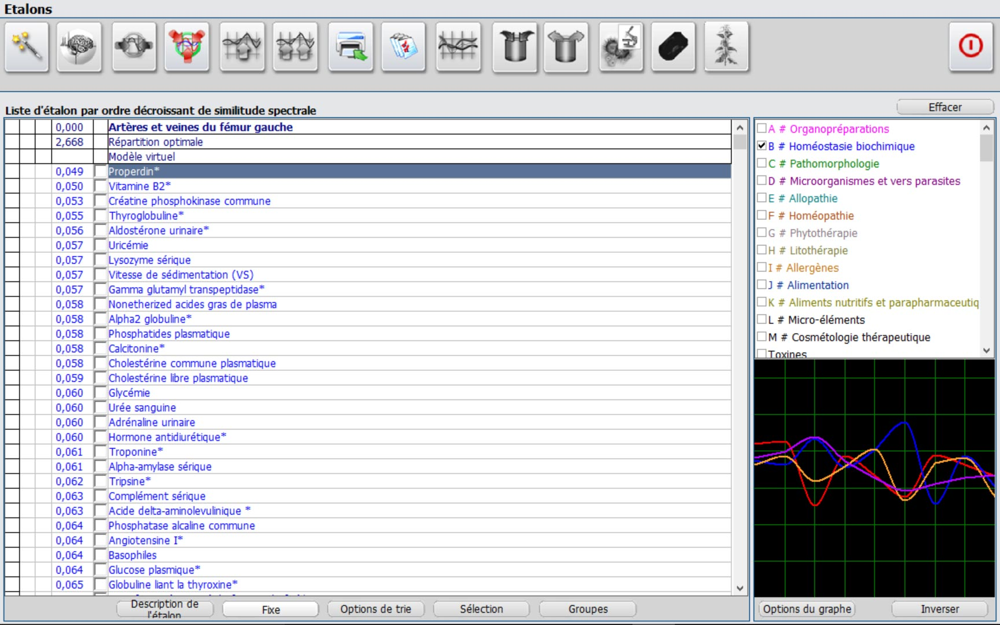 Etalons
Liste d'étalon par ordre décroissant de similitude spectrale
Effacer
0,000 Artères et veines du fémur gauche
2,668 Répartition optimale
Modèle virtuel
0,049 Properdin*
0,050 Vitamine B2*
0,053 Créatine phosphokinase commune
0,055 Thyroglobuline*
0,056 Aldostérone urinaire*
0,057 Uricémie
0,057 Lysozyme sérique
0,057 Vitesse de sédimentation (VS)
0,057 Gamma glutamyl transpeptidase*
0,058 Nonetherized acides gras de plasma
0,058 Alpha2 globuline*
0,058 Phosphatides plasmatique
0,058 Calcitonine*
0,058 Cholestérine commune plasmatique
0,059 Cholestérine libre plasmatique
0,060 Glycémie
0,060 Urée sanguine
0,060 Adrénaline urinaire
0,060 Hormone antidiurétique*
0,061 Troponine*
0,061 Alpha-amylase sérique
0,062 Tripsine*
0,063 Complément sérique
0,063 Acide delta-aminolevulinique *
0,064 Phosphatase alcaline commune
0,064 Angiotensine I*
0,064 Basophiles
0,064 Glucose plasmique*
0,065 Globuline liant la thyroxine*
A # Organopréparations
B # Homéostasie biochimique
C # Pathomorphologie
D # Microorganismes et vers parasites
E # Allopathie
F # Homéopathie
G # Phytothérapie
H # Litothérapie
I # Allergènes
J # Alimentation
K # Aliments nutritifs et parapharmaceutiq
L # Micro-éléments
M # Cosmétologie thérapeutique
Toxines
Description de
l'étalon
Fixe
Options de trie
Sélection
Groupes
Options du graphe
Inverser